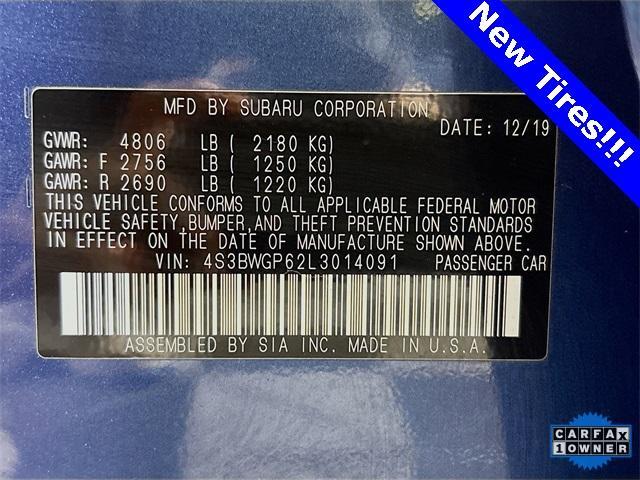 New Tires!!!
MFD BY SUBARU CORPORATION
DATE: 12/19
GVWR: 4806 LB ( 2180 KG)
GAWR: F 2756 LB ( 1250 KG)
GAWR: R 2690 LB ( 1220 KG)
THIS VEHICLE CONFORMS TO ALL APPLICABLE FEDERAL MOTOR
VEHICLE SAFETY,BUMPER,AND THEFT PREVENTION STANDARDS
IN EFFECT ON THE DATE OF MANUFACTURE SHOWN ABOVE.
VIN: 4S3BWGP62L3014091 PASSENGER CAR
ASSEMBLED BY SIA INC. MADE IN U.S.A.
CARFAX
1 OWNER